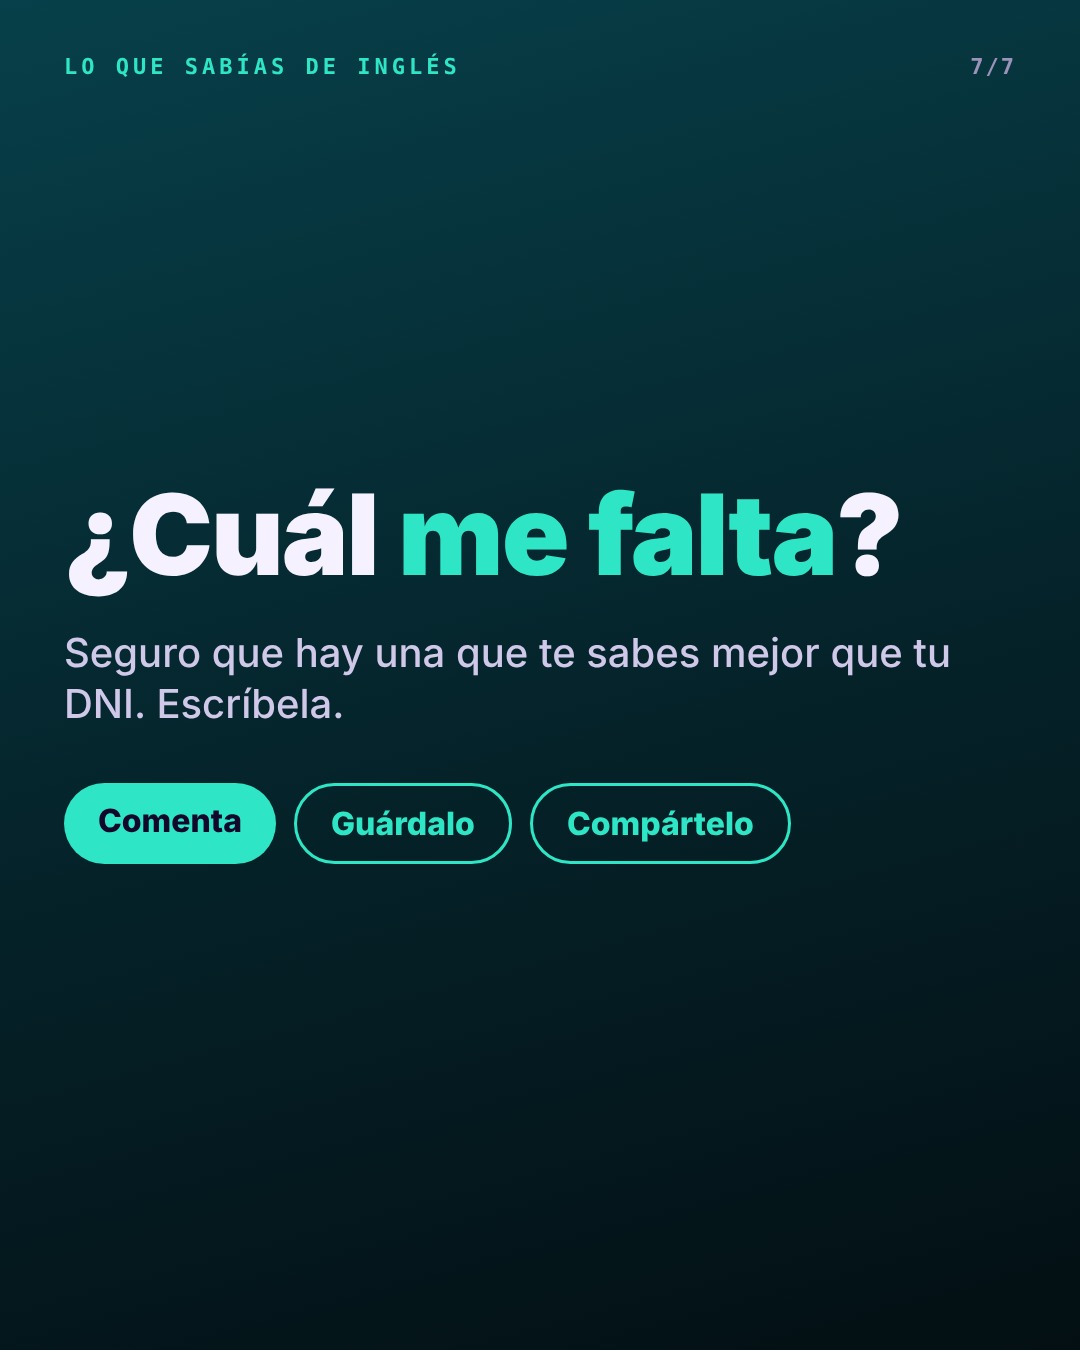 LO QUE SABÍAS DE INGLÉS
7/7
¿Cuál me falta?
Seguro que hay una que te sabes mejor que tu
DNI. Escríbela.
Comenta
Guárdalo
Compártelo